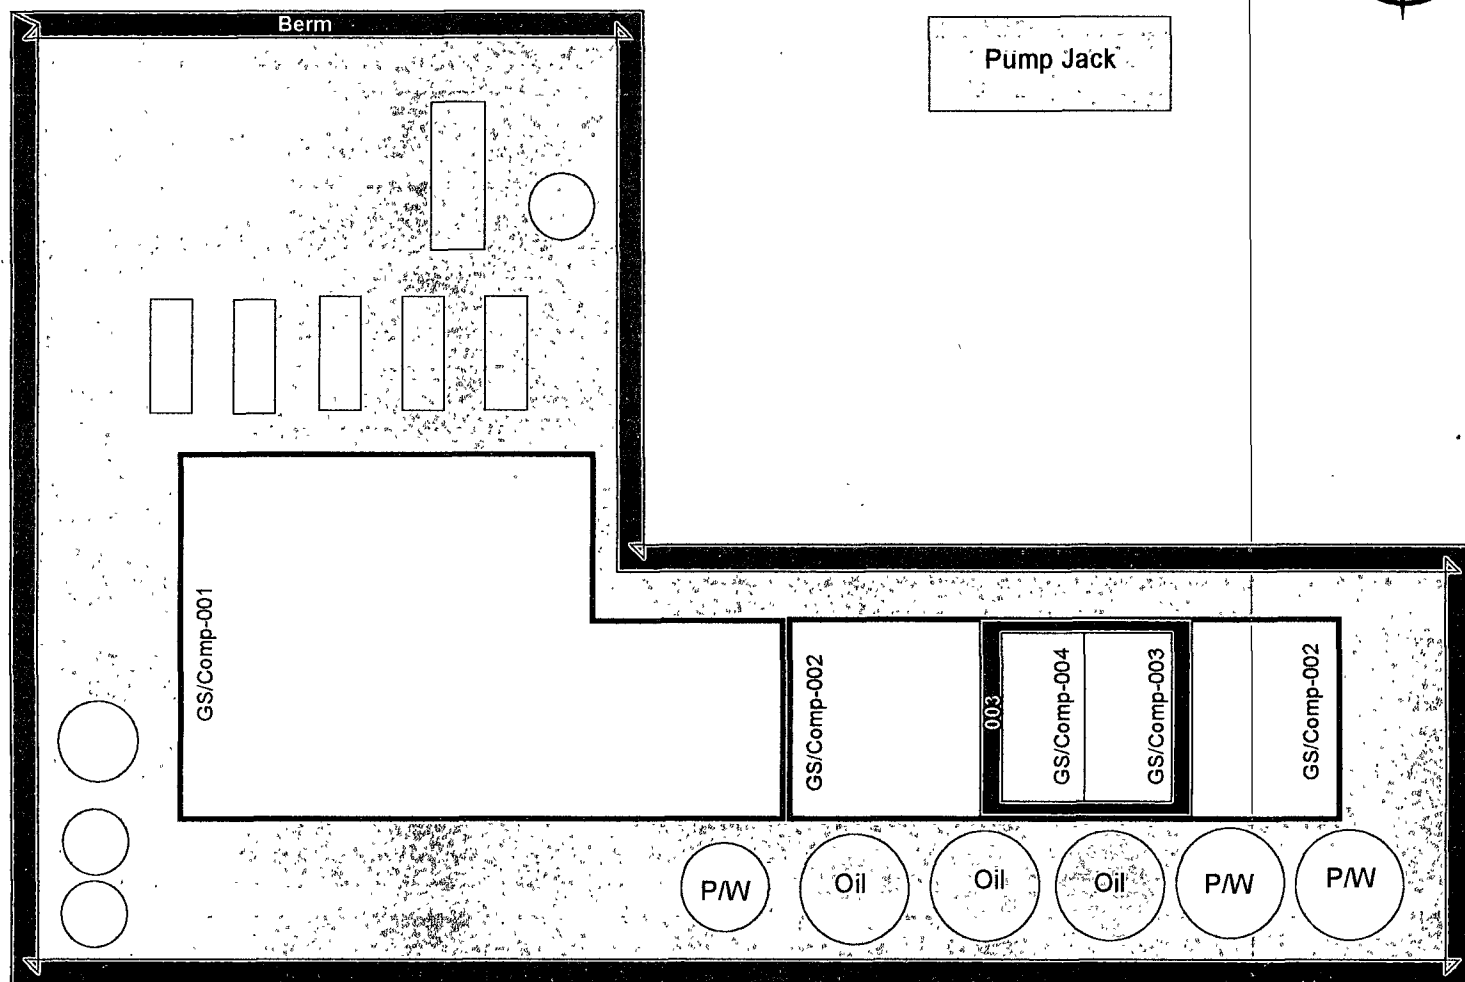 Berm
Pump Jack
GS/Comp-001
GS/Comp-002
003
GS/Comp-004
GS/Comp-003
GS/Comp-002
P/W
Oil
Oil
Oil
P/W
P/W